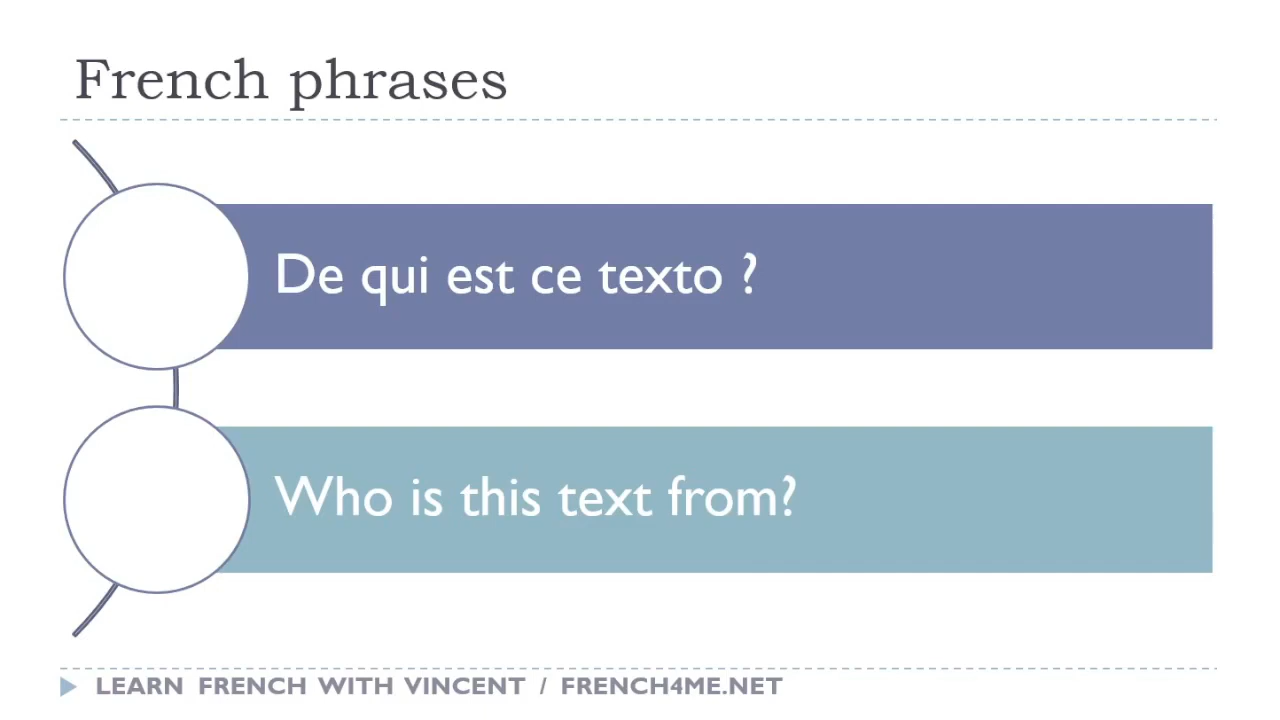 French phrases
De qui est ce texto ?
Who is this text from?
LEARN FRENCH WITH VINCENT / FRENCH4ME.NET